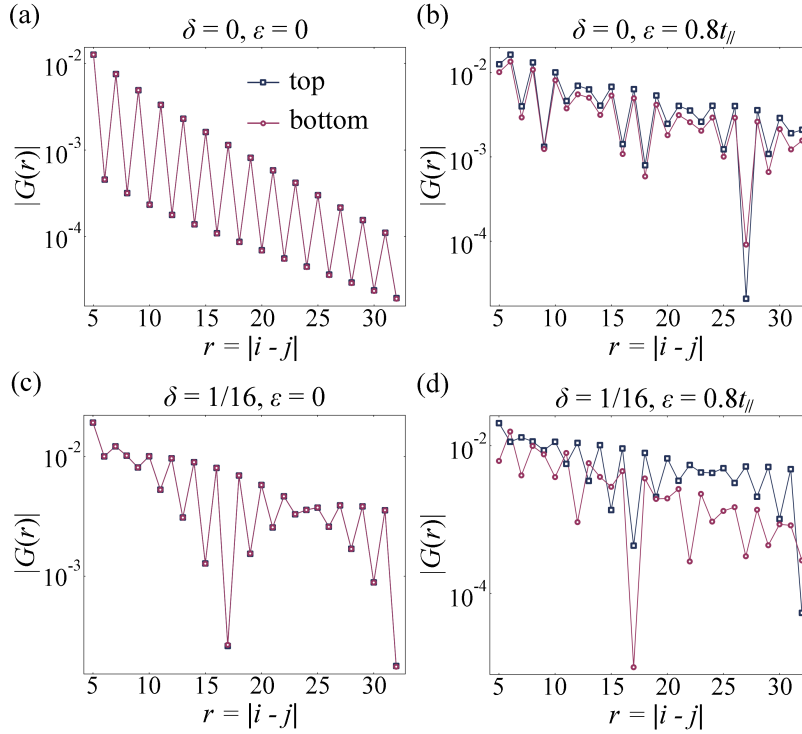 (a)
δ = 0, ε = 0
|G(r)|
10⁻²
10⁻³
10⁻⁴
top
bottom
5 10 15 20 25 30
r = |i - j|
(b)
δ = 0, ε = 0.8t∥
|G(r)|
10⁻²
10⁻³
10⁻⁴
5 10 15 20 25 30
r = |i - j|
(c)
δ = 1/16, ε = 0
|G(r)|
10⁻²
10⁻³
5 10 15 20 25 30
r = |i - j|
(d)
δ = 1/16, ε = 0.8t∥
|G(r)|
10⁻²
10⁻⁴
5 10 15 20 25 30
r = |i - j|